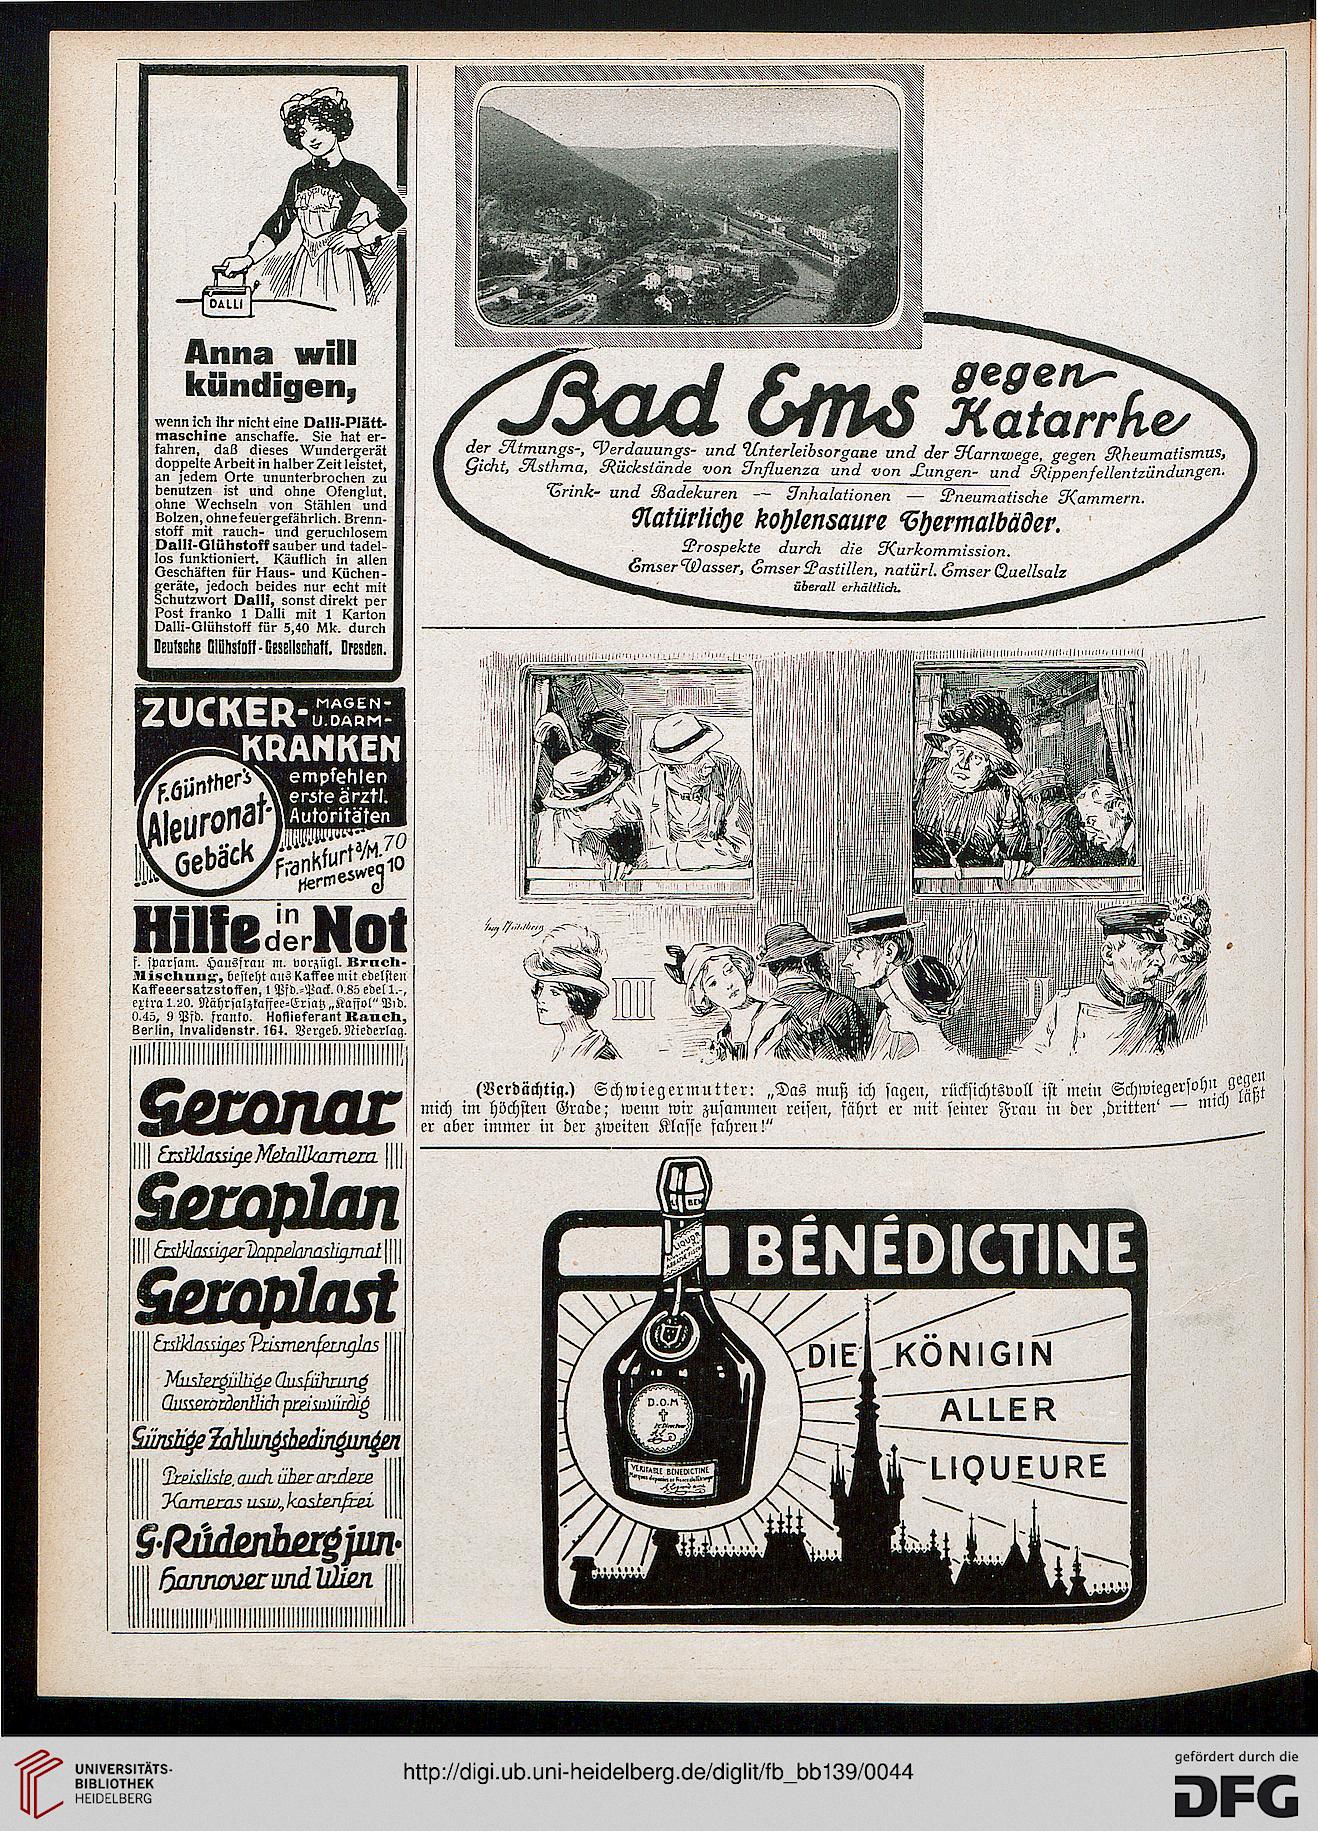 DALLI
Anna will
kündigen,
wenn ich ihr nicht eine Dalli-Plätt-
maschine anschaffe. Sie hat er-
fahren, daß dieses Wundergerät
doppelte Arbeit in halber Zeit leistet,
an jedem Orte ununterbrochen zu
benutzen ist und ohne Ofenglut,
ohne Wechseln von Stählen und
Bolzen, ohne feuergefährlich. Brenn-
stoff mit rauch- und geruchlosem
Dalli-Glühstoff sauber und tadel-
los funktioniert. Käuflich in allen
Geschäften für Haus- und Küchen-
geräte, jedoch beides nur echt mit
Schutzwort Dalli, sonst direkt per
Post franko 1 Dalli mit 1 Karton
Dalli-Glühstoff für 5,40 Mk. durch
Deutsche Glühstoff-Gesellschaft, Dresden.
ZUCKER- MAGEN-
U. DARM-
KRANKEN
empfehlen
erste ärztl.
Autoritäten
F. Günther's
Aleuronat-
Gebäck
Frankfurt a/M. 70
Hermesweg 10
Hilfe in der Not
f. sparsam. Hausfrau m. vorzügl. Bruch-
Mischung, besteht aus Kaffee mit edelsten
Kaffeeersatzstoffen, 1 Pfd.-Pack. 0.85 edel 1.-,
extra 1.20. Nährsalzkaffee-Ersatz „Kaffol" Pfd.
0.45, 9 Pfd. franko. Hoflieferant Rauch,
Berlin, Invalidenstr. 164. Vergeb. Niederlag.
Geronar
Erstklassige Metallkamera
Geroplan
Erstklassiger Doppelanastigmat
Geroplast
Erstklassiges Prismenfernglas
Mustergültige Ausführung
Ausserordentlich preiswürdig
Günstige Zahlungsbedingungen
Preisliste, auch über andere
Kameras usw., kostenfrei
G. Rüdenberg jun.
Hannover und Wien
Bad Ems gegen
Katarrhe
der Atmungs-, Verdauungs- und Unterleibsorgane und der Harnwege, gegen Rheumatismus,
Gicht, Asthma, Rückstände von Influenza und von Lungen- und Rippenfellentzündungen.
Trink- und Badekuren — Inhalationen — Pneumatische Kammern.
Natürliche kohlensaure Thermalbäder.
Prospekte durch die Kurkommission.
Emser Wasser, Emser Pastillen, natürl. Emser Quellsalz
überall erhältlich.
III
II
(Verdächtig.) Schwiegermutter: „Das muß ich sagen, rücksichtsvoll ist mein Schwiegersohn gegen
mich im höchsten Grade; wenn wir zusammen reisen, fährt er mit seiner Frau in der ‚dritten' — mich läßt
er aber immer in der zweiten Klasse fahren!"
BÉNÉDICTINE
LIQUOR
D.O.M
VERITABLE BÉNÉDICTINE
DIE KÖNIGIN
ALLER
LIQUEURE
UNIVERSITÄTS-
BIBLIOTHEK
HEIDELBERG
http://digi.ub.uni-heidelberg.de/diglit/fb_bb139/0044
gefördert durch die
DFG